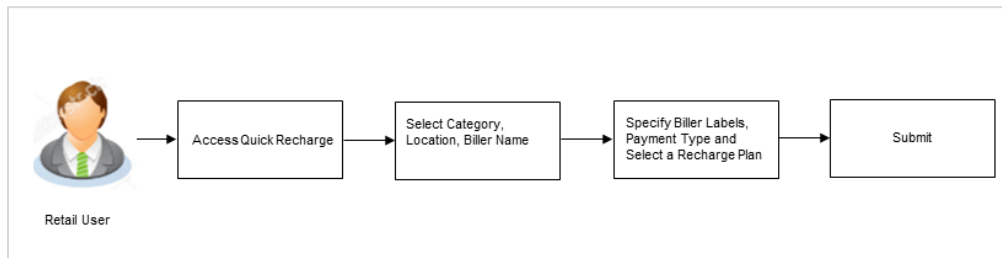 Access Quick Recharge
Select Category,
Location, Biller Name
Specify Biller Labels,
Payment Type and
Select a Recharge Plan
Submit
Retail User